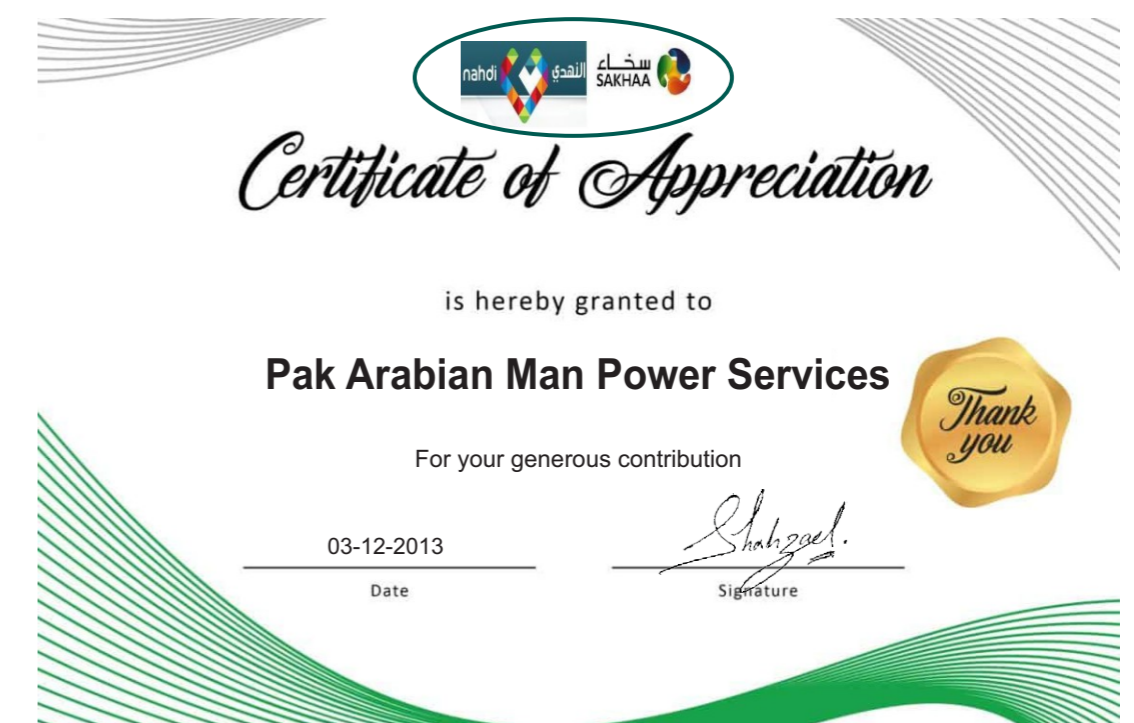 nahdi النهدي سخاء
SAKHAA
Certificate of Appreciation
is hereby granted to
Pak Arabian Man Power Services
Thank
you
For your generous contribution
03-12-2013
Shahzael.
Date
Signature